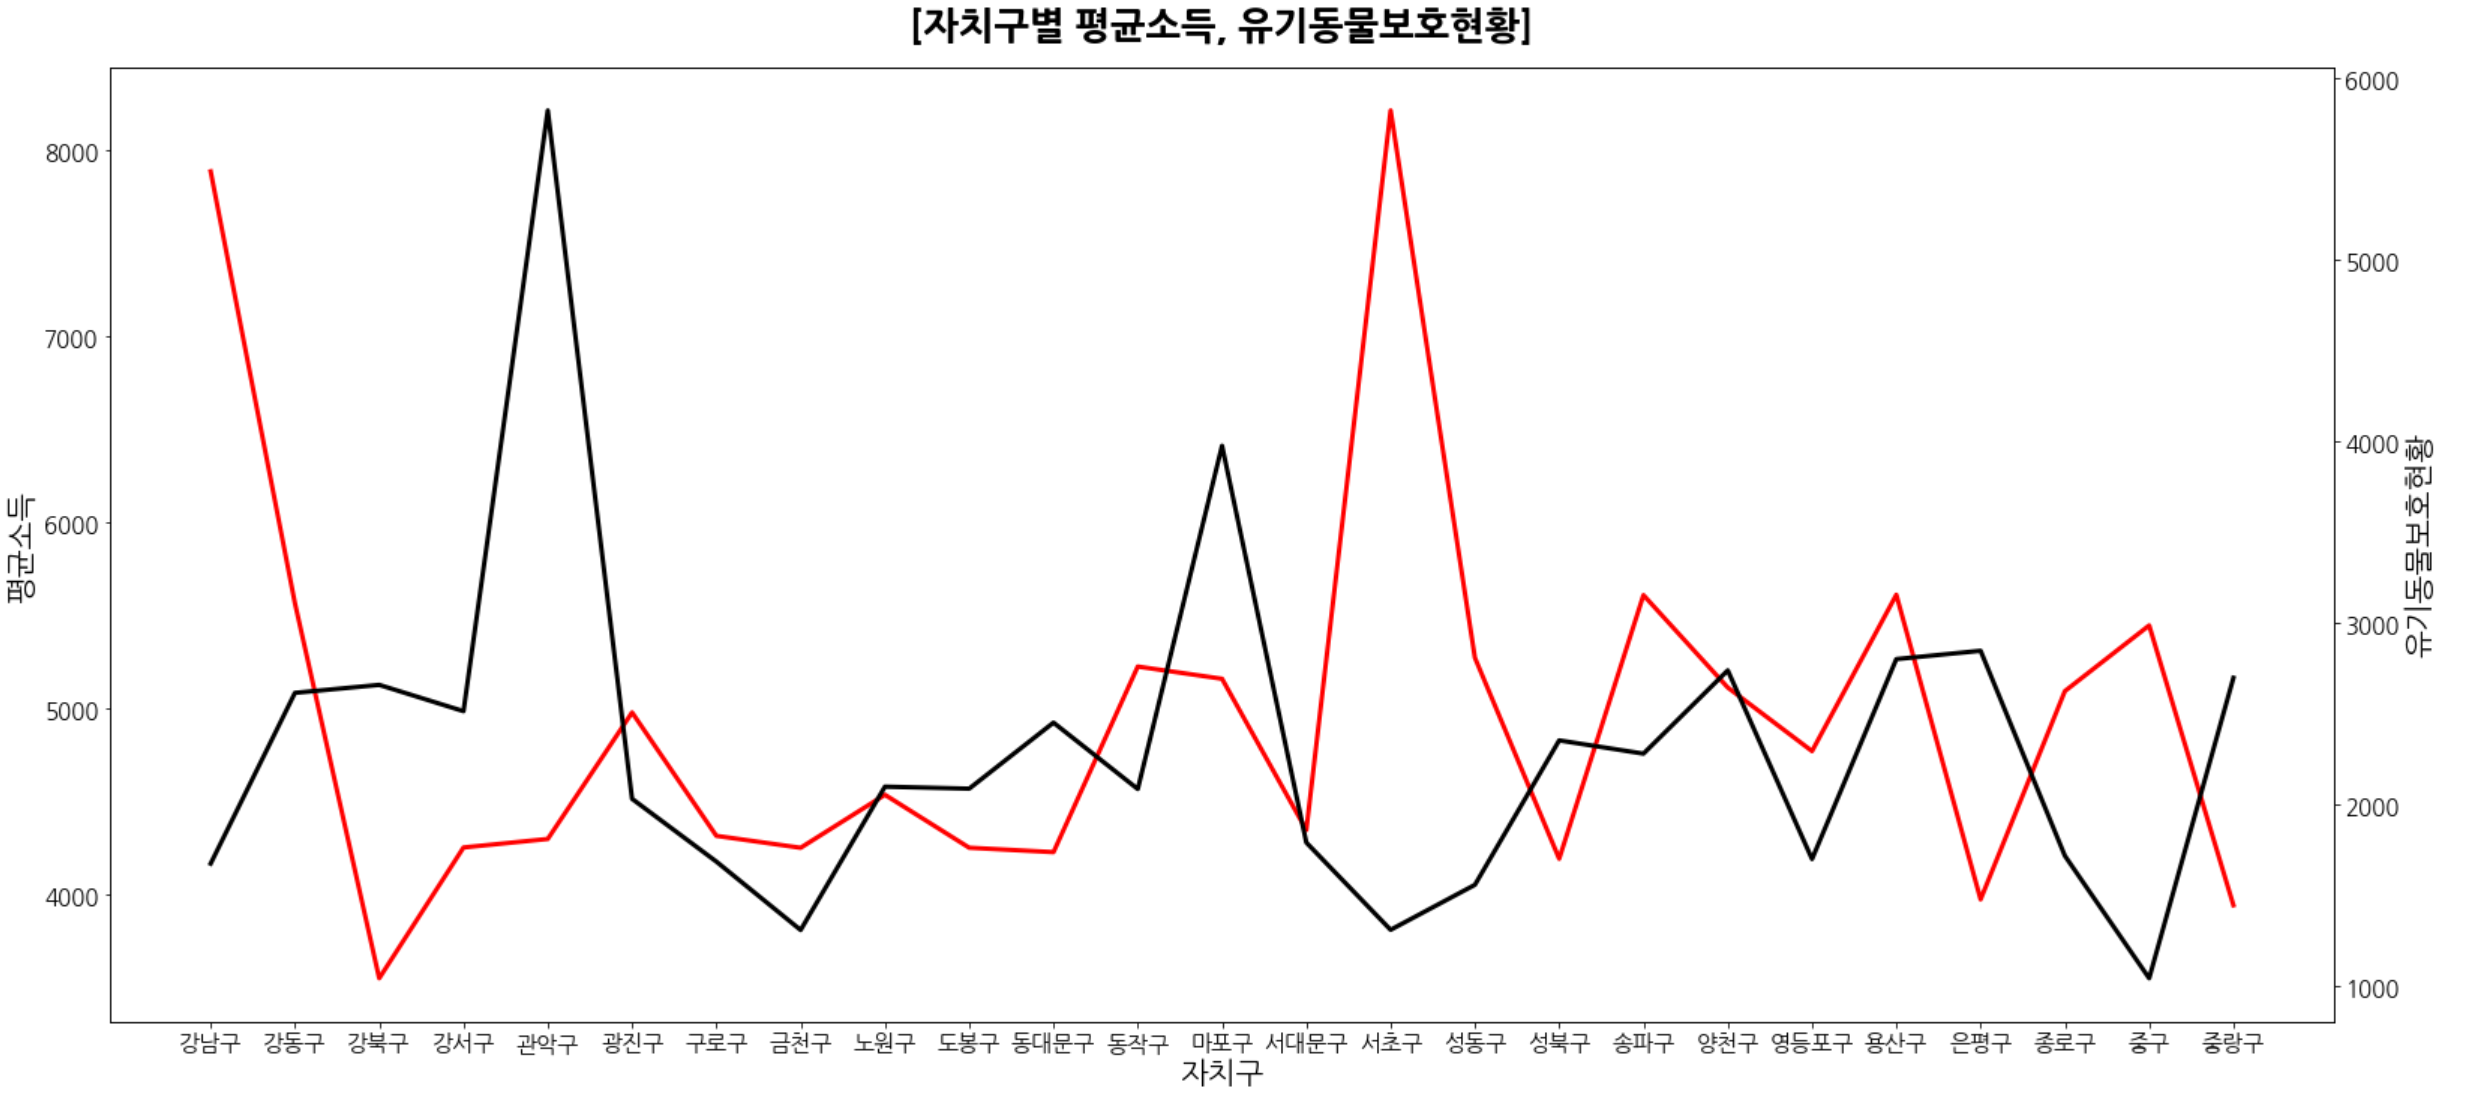 [자치구별 평균소득, 유기동물보호현황]
평균소득
8000
7000
6000
5000
4000
6000
5000
4000
3000
2000
1000
유기동물보호현황
강남구 강동구 강북구 강서구 관악구 광진구 구로구 금천구 노원구 도봉구 동대문구 동작구 마포구 서대문구 서초구 성동구 성북구 송파구 양천구 영등포구 용산구 은평구 종로구 중구 중랑구
자치구